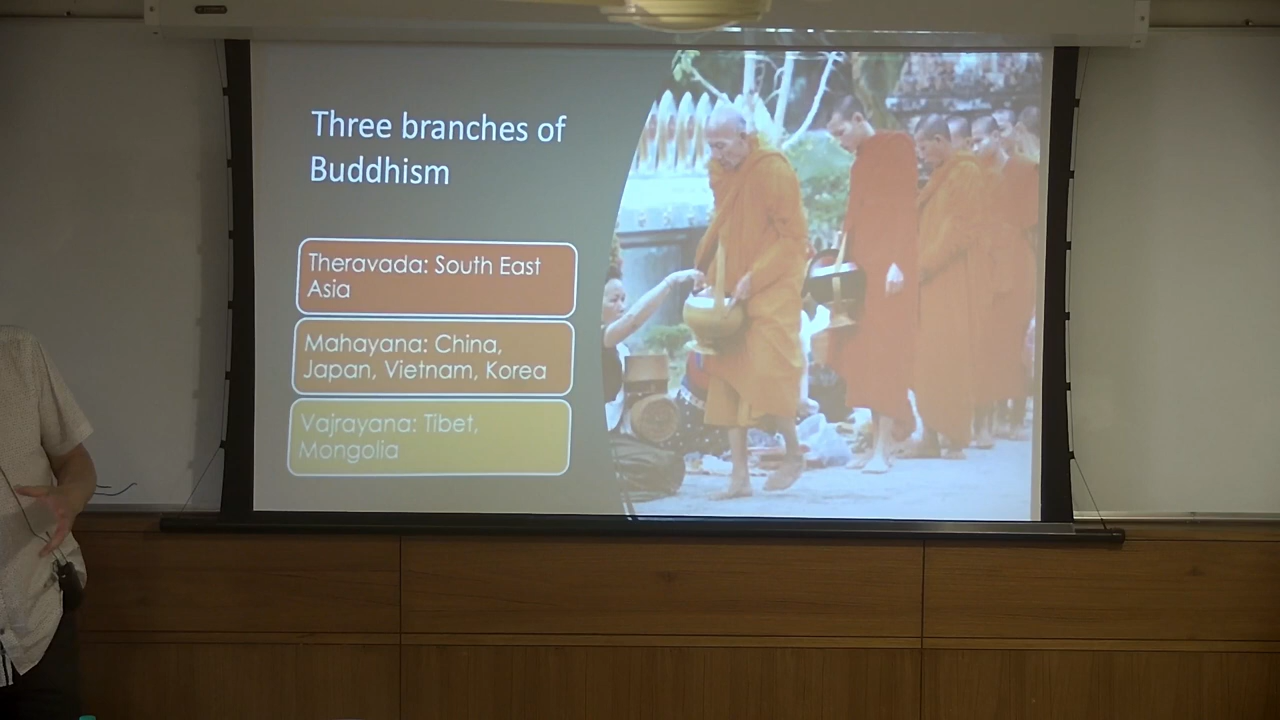 Three branches of
Buddhism
Theravada: South East
Asia
Mahayana: China,
Japan, Vietnam, Korea
Vajrayana: Tibet,
Mongolia